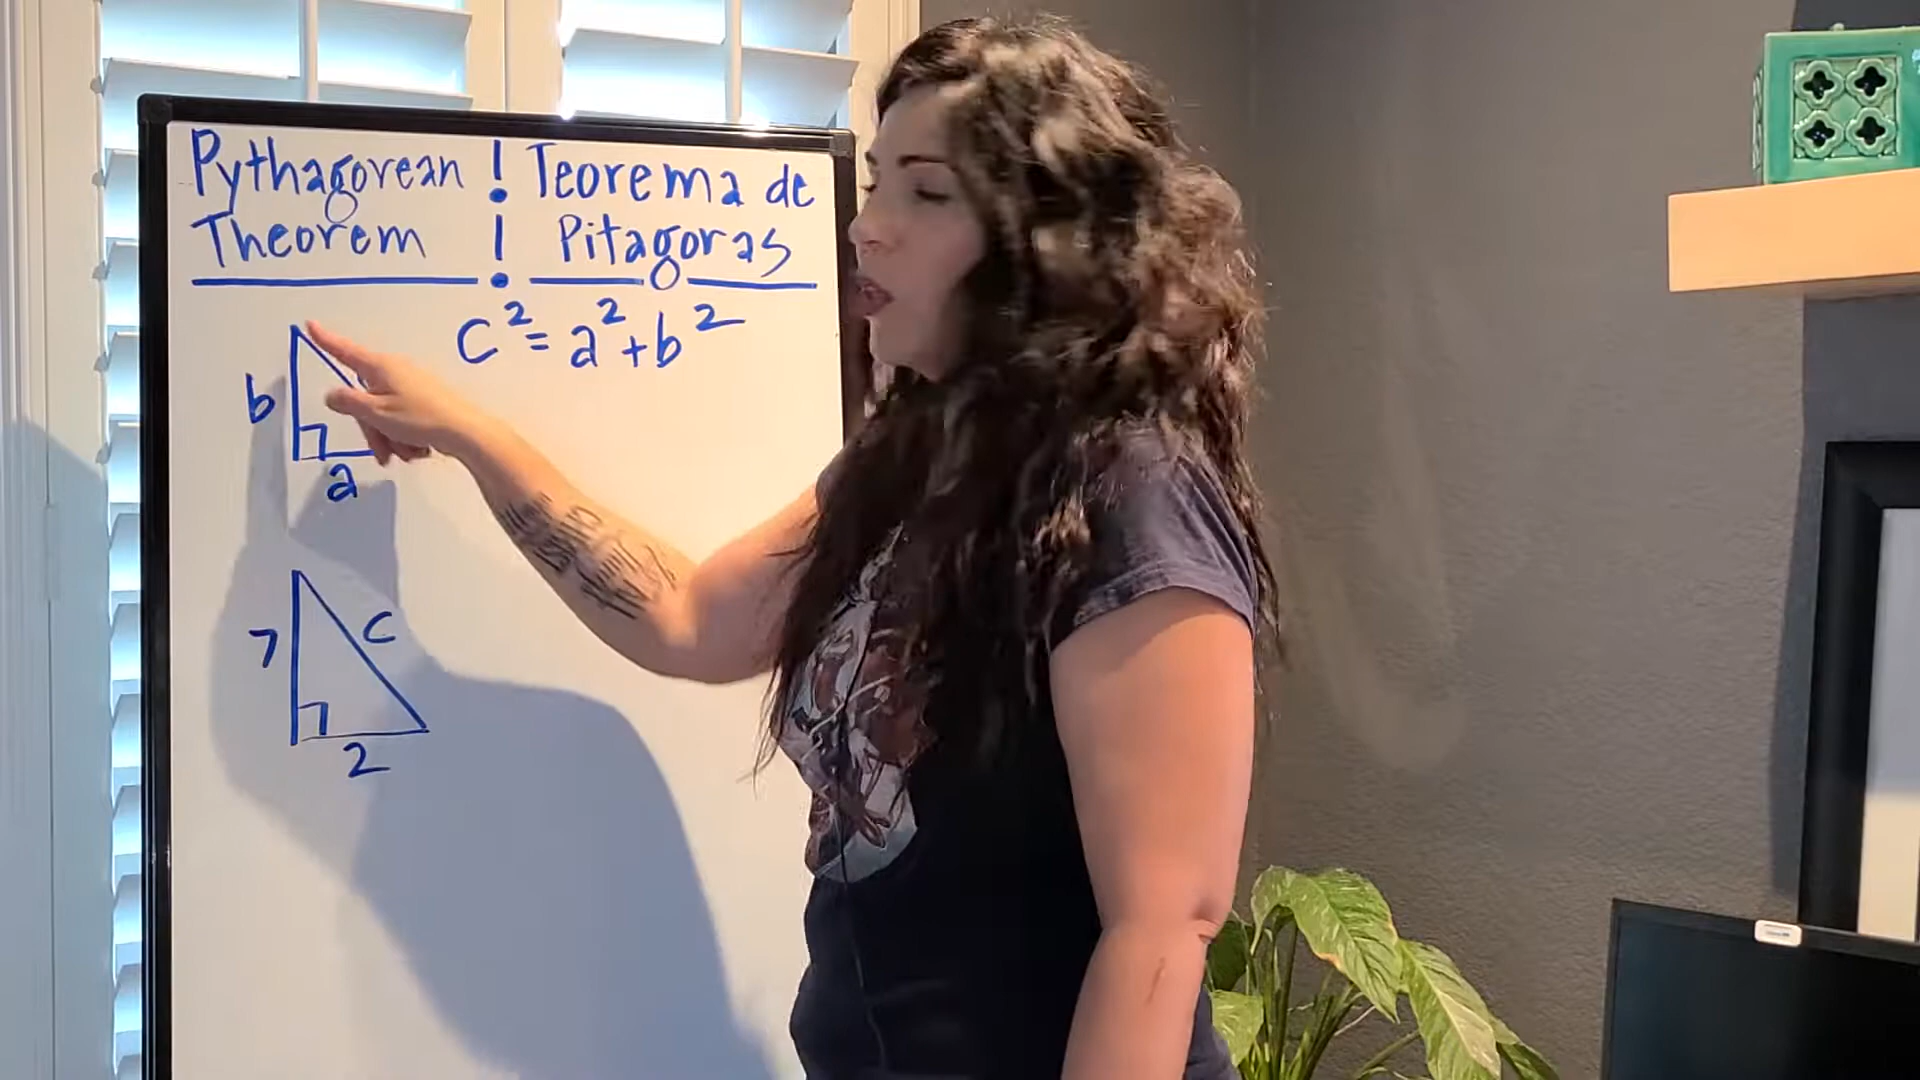 Pythagorean ! Teorema de
Theorem ! Pitagoras
c² = a² + b²
b
a
7
c
2